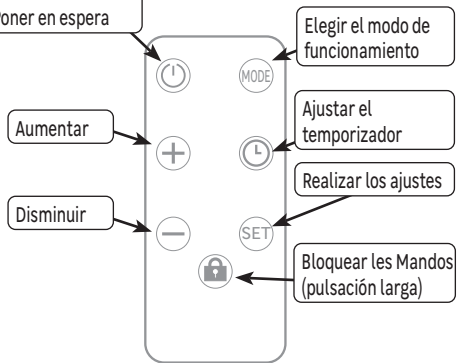 oner en espera
Elegir el modo de
funcionamiento
MODE
Ajustar el
temporizador
Aumentar
Realizar los ajustes
Disminuir
SET
Bloquear les Mandos
(pulsación larga)